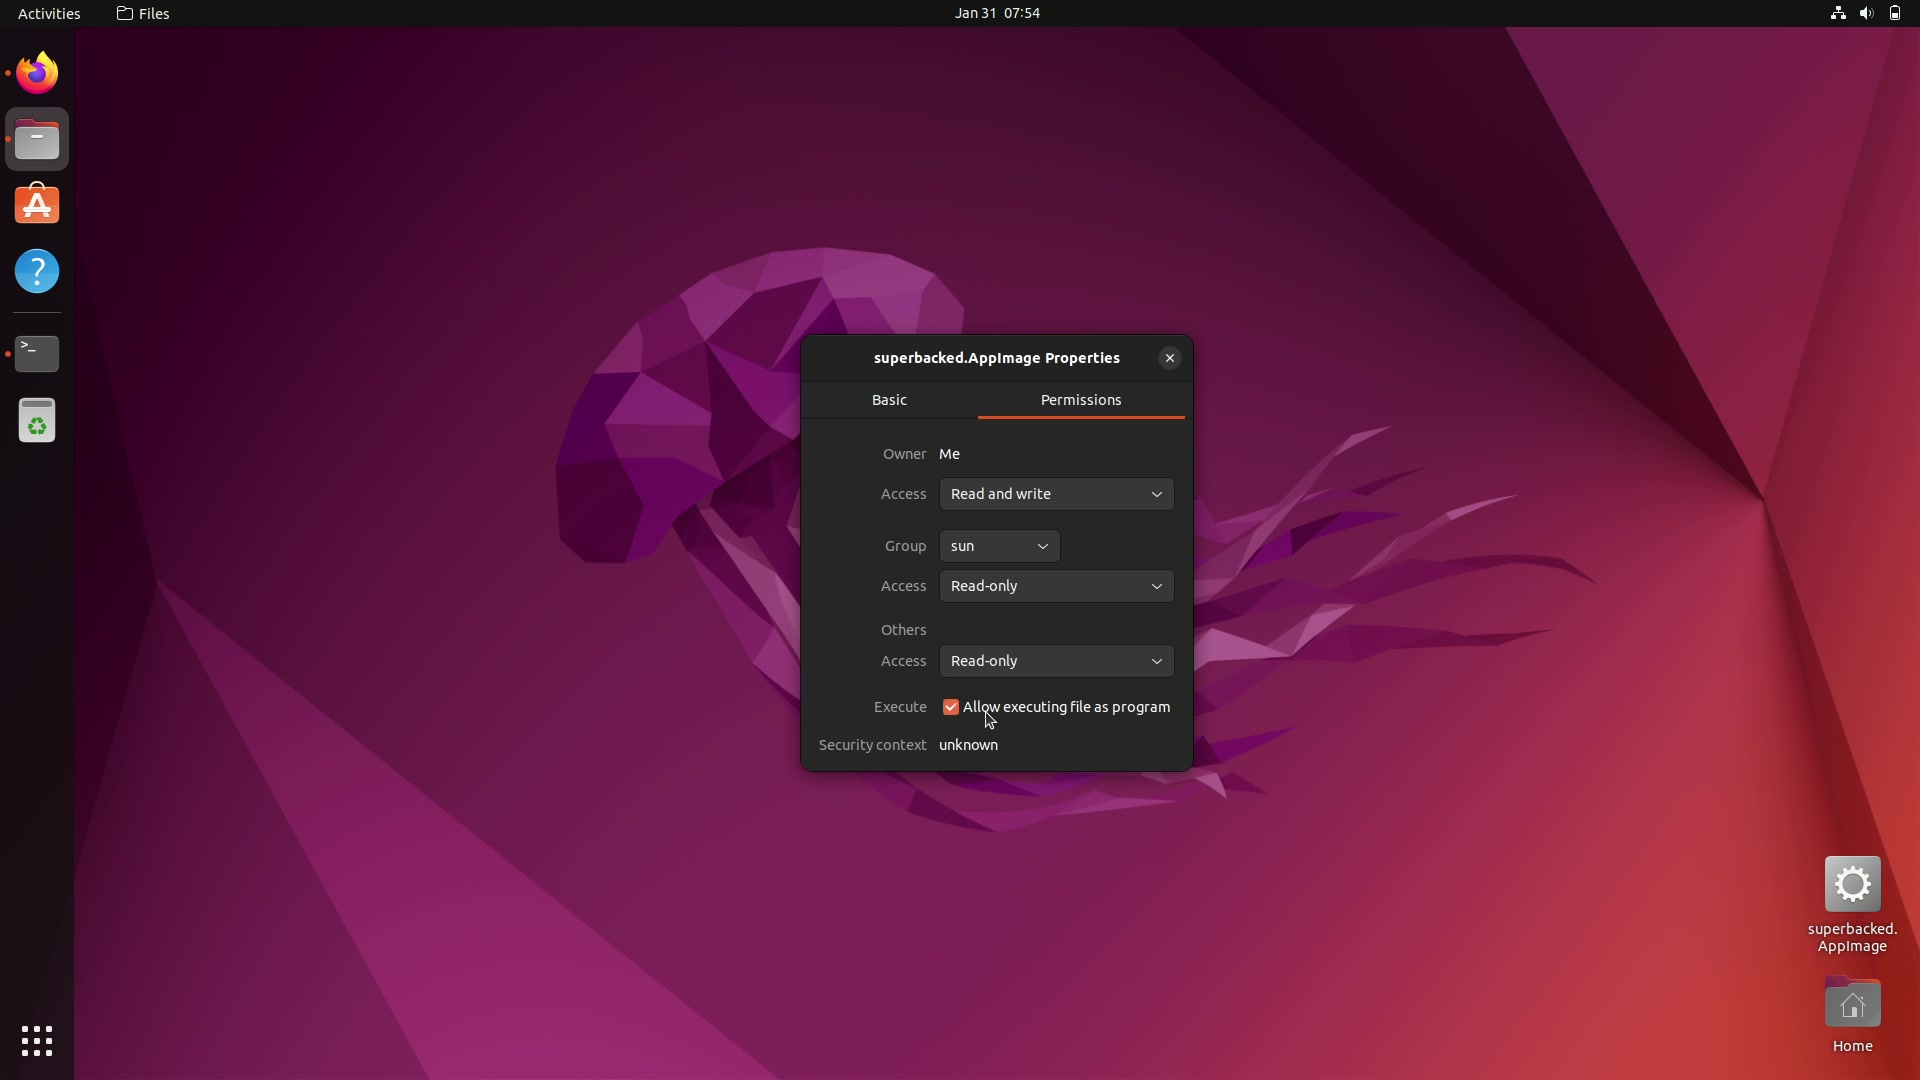 Activities Files Jan 31 07:54
superbacked.AppImage Properties
Basic Permissions
Owner Me
Access Read and write
Group sun
Access Read-only
Others
Access Read-only
Execute Allow executing file as program
Security context unknown
superbacked.
AppImage
Home